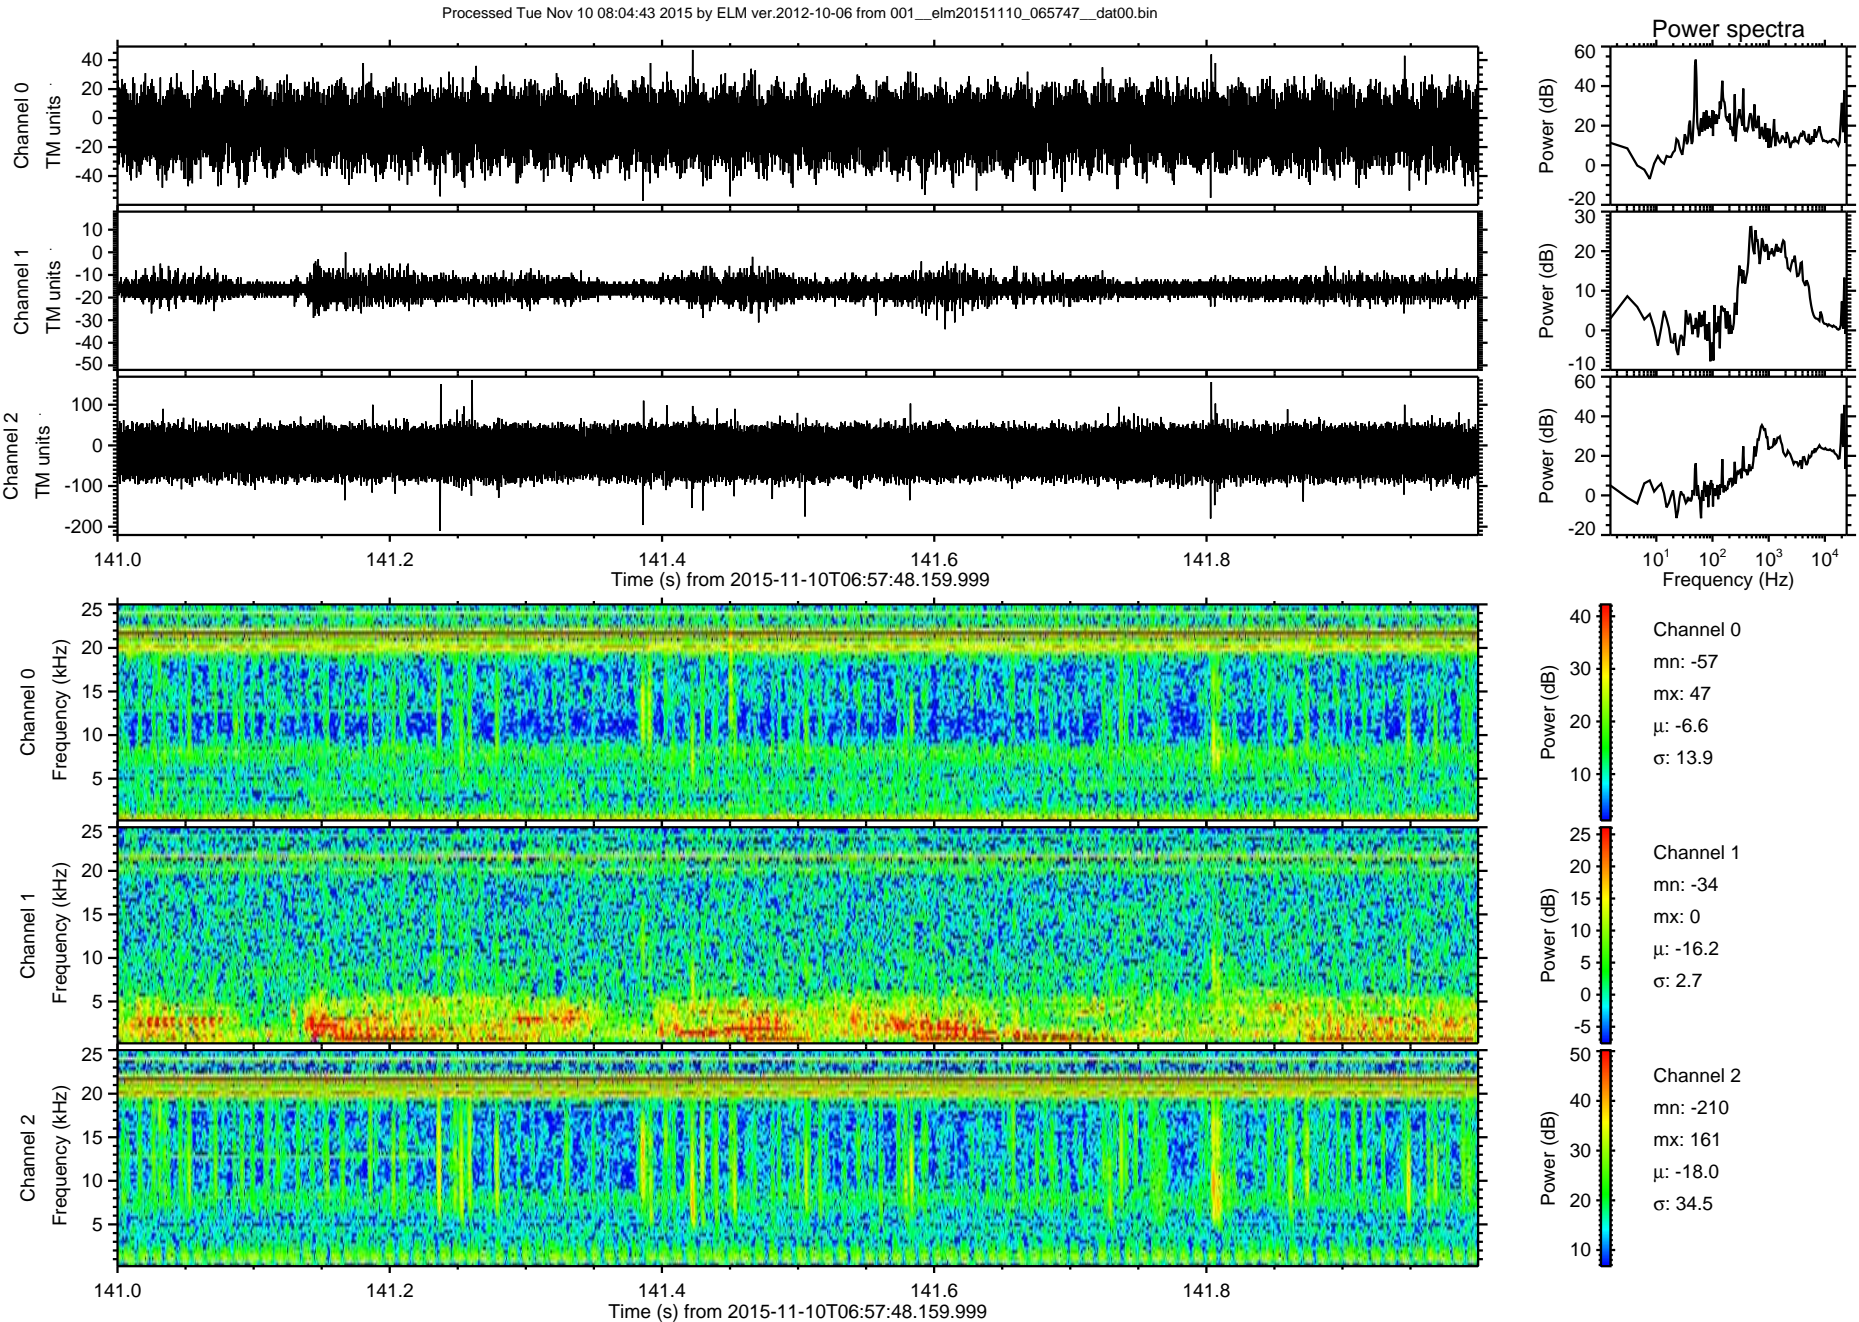 Processed Tue Nov 10 08:04:43 2015 by ELM ver.2012-10-06 from 001__elm20151110_065747__dat00.bin
Power spectra
Channel 0
TM units
40
20
0
-20
-40
Power (dB)
60
40
20
0
-20
Channel 1
TM units
10
0
-10
-20
-30
-40
-50
Power (dB)
30
20
10
0
-10
Channel 2
TM units
100
0
-100
-200
Power (dB)
60
40
20
0
-20
141.0 141.2 141.4 141.6 141.8
Time (s) from 2015-11-10T06:57:48.159.999
10^1 10^2 10^3 10^4
Frequency (Hz)
Channel 0
Frequency (kHz)
25
20
15
10
5
Power (dB)
40
30
20
10
Channel 0
mn: -57
mx: 47
μ: -6.6
σ: 13.9
Channel 1
Frequency (kHz)
25
20
15
10
5
Power (dB)
25
20
15
10
5
0
-5
Channel 1
mn: -34
mx: 0
μ: -16.2
σ: 2.7
Channel 2
Frequency (kHz)
25
20
15
10
5
Power (dB)
50
40
30
20
10
Channel 2
mn: -210
mx: 161
μ: -18.0
σ: 34.5
141.0 141.2 141.4 141.6 141.8
Time (s) from 2015-11-10T06:57:48.159.999